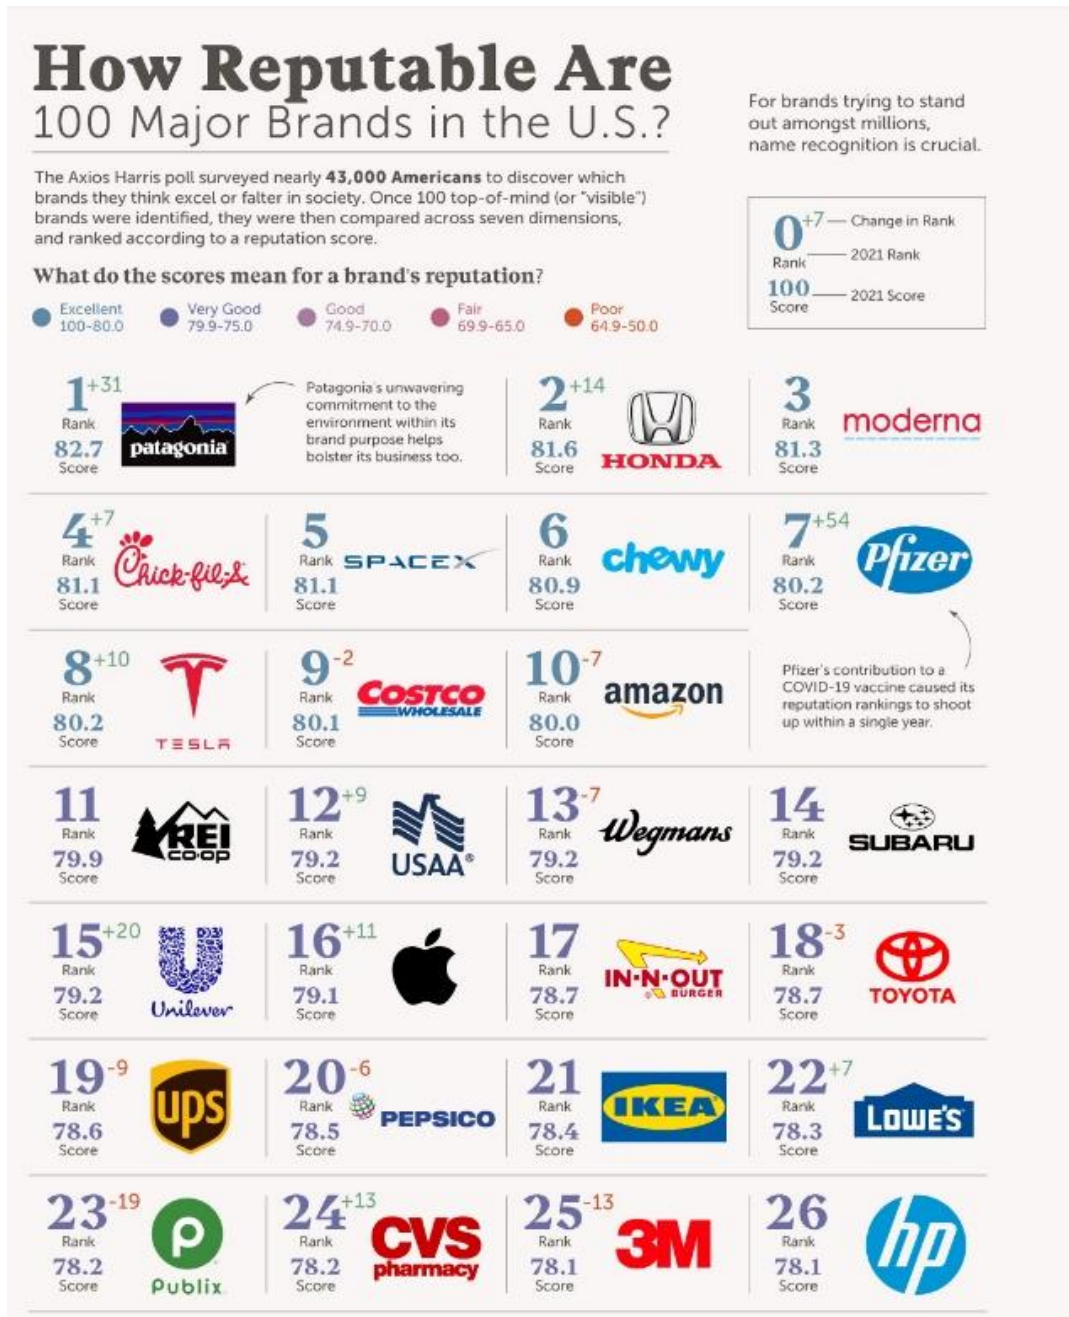 How Reputable Are
100 Major Brands in the U.S.?
For brands trying to stand
out amongst millions,
name recognition is crucial.
The Axios Harris poll surveyed nearly 43,000 Americans to discover which
brands they think excel or falter in society. Once 100 top-of-mind (or "visible")
brands were identified, they were then compared across seven dimensions,
and ranked according to a reputation score.
What do the scores mean for a brand's reputation?
Excellent
100-80.0
Very Good
79.9-75.0
Good
74.9-70.0
Fair
69.9-65.0
Poor
64.9-50.0
0 +7 Change in Rank
Rank 2021 Rank
100 2021 Score
Score
1 +31
Rank
82.7
Score
patagonia
Patagonia's unwavering
commitment to the
environment within its
brand purpose helps
bolster its business too.
2 +14
Rank
81.6
Score
HONDA
3
Rank
81.3
Score
moderna
4 +7
Rank
81.1
Score
Chick-fil-A
5
Rank
81.1
Score
SPACEX
6
Rank
80.9
Score
chewy
7 +54
Rank
80.2
Score
Pfizer
Pfizer's contribution to a
COVID-19 vaccine caused its
reputation rankings to shoot
up within a single year.
8 +10
Rank
80.2
Score
TESLA
9 -2
Rank
80.1
Score
COSTCO
WHOLESALE
10 -7
Rank
80.0
Score
amazon
11
Rank
79.9
Score
REI
co·op
12 +9
Rank
79.2
Score
USAA®
13 -7
Rank
79.2
Score
Wegmans
14
Rank
79.2
Score
SUBARU
15 +20
Rank
79.2
Score
Unilever
16 +11
Rank
79.1
Score
17
Rank
78.7
Score
IN-N-OUT
BURGER
18 -3
Rank
78.7
Score
TOYOTA
19 -9
Rank
78.6
Score
ups
20 -6
Rank
78.5
Score
PEPSICO
21
Rank
78.4
Score
IKEA
22 +7
Rank
78.3
Score
LOWE'S
23 -19
Rank
78.2
Score
Publix
24 +13
Rank
78.2
Score
CVS
pharmacy
25 -13
Rank
78.1
Score
3M
26
Rank
78.1
Score
hp